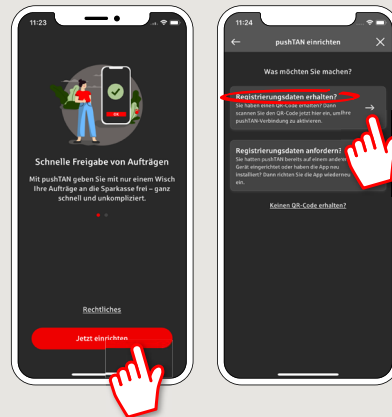 11:23
OK
Schnelle Freigabe von Aufträgen
Mit pushTAN geben Sie mit nur einem Wisch
Ihre Aufträge an die Sparkasse frei – ganz
schnell und unkompliziert.
Rechtliches
Jetzt einrichten
11:24
pushTAN einrichten
Was möchten Sie machen?
Registrierungsdaten erhalten?
Sie haben einen QR-Code erhalten? Dann
scannen Sie den QR-Code jetzt hier ein, um Ihre
pushTAN-Verbindung zu aktivieren.
Registrierungsdaten anfordern?
Sie hatten pushTAN bereits auf einem
Gerät eingerichtet oder haben die App neu
installiert? Dann richten Sie die App
ein.
Keinen QR-Code erhalten?